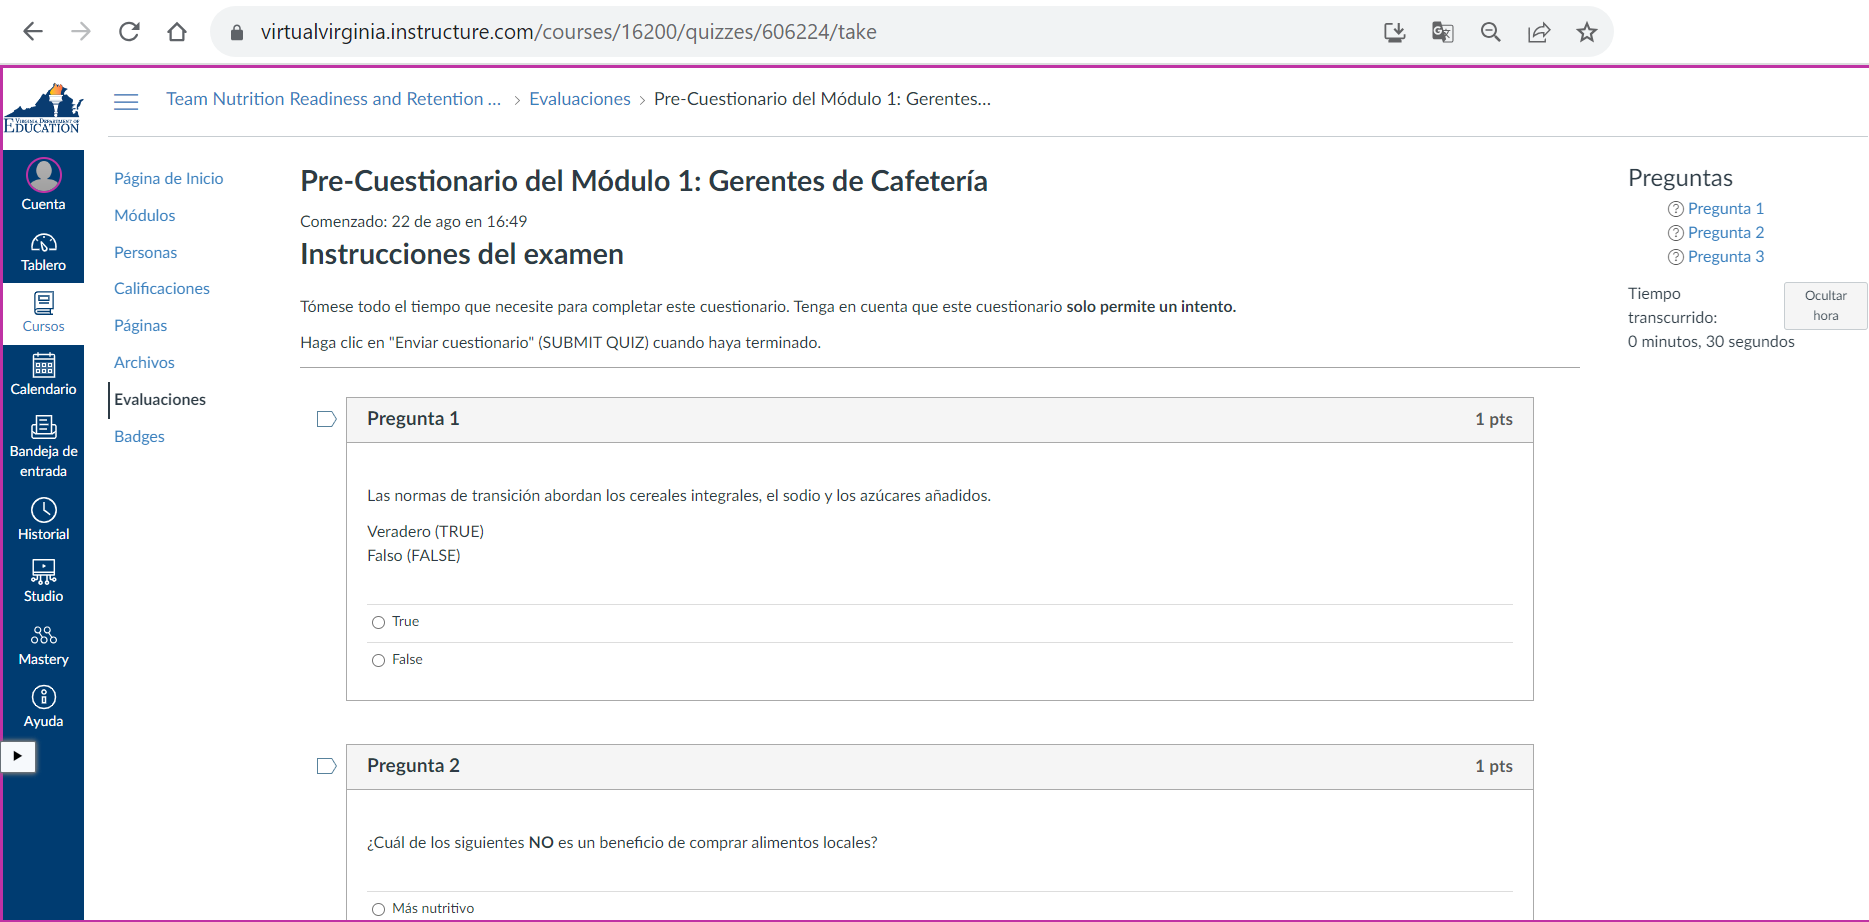 virtualvirginia.instructure.com/courses/16200/quizzes/606224/take
VIRGINIA DEPARTMENT OF
EDUCATION
Team Nutrition Readiness and Retention ... > Evaluaciones > Pre-Cuestionario del Módulo 1: Gerentes...
Cuenta
Tablero
Cursos
Calendario
Bandeja de
entrada
Historial
Studio
Mastery
Ayuda
Página de Inicio
Módulos
Personas
Calificaciones
Páginas
Archivos
Evaluaciones
Badges
Pre-Cuestionario del Módulo 1: Gerentes de Cafetería
Comenzado: 22 de ago en 16:49
Instrucciones del examen
Tómese todo el tiempo que necesite para completar este cuestionario. Tenga en cuenta que este cuestionario solo permite un intento.
Haga clic en "Enviar cuestionario" (SUBMIT QUIZ) cuando haya terminado.
Pregunta 1 1 pts
Las normas de transición abordan los cereales integrales, el sodio y los azúcares añadidos.
Veradero (TRUE)
Falso (FALSE)
True
False
Pregunta 2 1 pts
¿Cuál de los siguientes NO es un beneficio de comprar alimentos locales?
Más nutritivo
Preguntas
Pregunta 1
Pregunta 2
Pregunta 3
Tiempo
transcurrido:
0 minutos, 30 segundos
Ocultar
hora